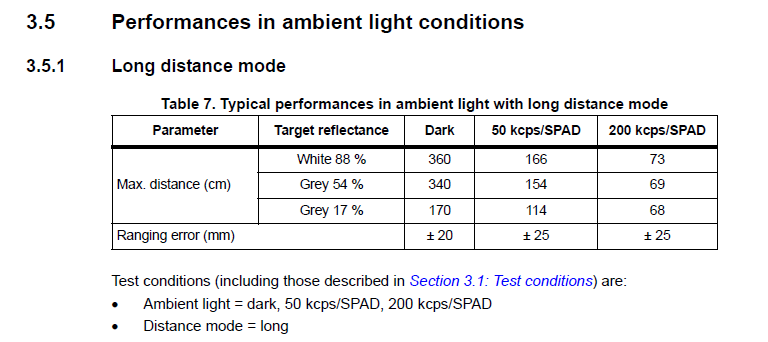 3.5 Performances in ambient light conditions
3.5.1 Long distance mode
Table 7. Typical performances in ambient light with long distance mode
Parameter Target reflectance Dark 50 kcps/SPAD 200 kcps/SPAD
White 88 % 360 166 73
Max. distance (cm) Grey 54 % 340 154 69
Grey 17 % 170 114 68
Ranging error (mm) ± 20 ± 25 ± 25
Test conditions (including those described in Section 3.1: Test conditions) are:
• Ambient light = dark, 50 kcps/SPAD, 200 kcps/SPAD
• Distance mode = long